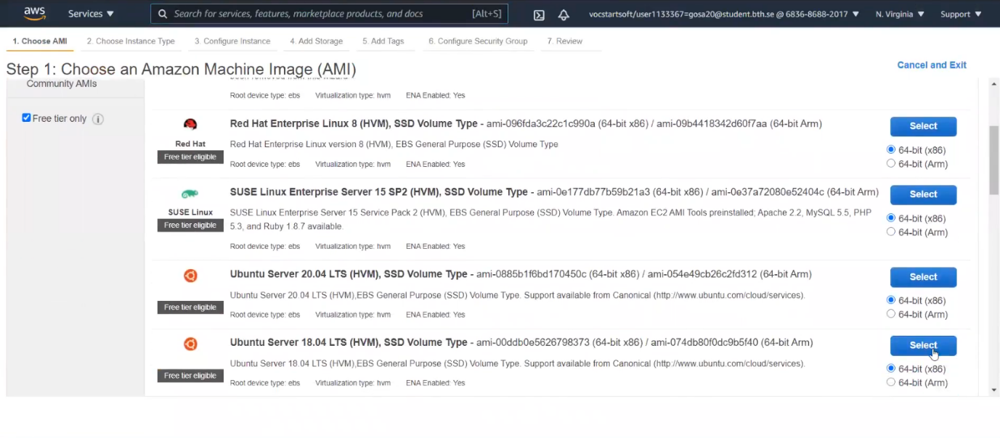 aws
Services ▼
Search for services, features, marketplace products, and docs [Alt+S]
vocstartsoft/user1133367=gosa20@student.bth.se @ 6836-8688-2017 ▼
N. Virginia ▼
Support ▼
1. Choose AMI 2. Choose Instance Type 3. Configure Instance 4. Add Storage 5. Add Tags 6. Configure Security Group 7. Review
Step 1: Choose an Amazon Machine Image (AMI)
Cancel and Exit
Community AMIs
Free tier only
Root device type: ebs Virtualization type: hvm ENA Enabled: Yes
Red Hat
Free tier eligible
Red Hat Enterprise Linux 8 (HVM), SSD Volume Type - ami-096fda3c22c1c990a (64-bit x86) / ami-09b4418342d60f7aa (64-bit Arm)
Red Hat Enterprise Linux version 8 (HVM), EBS General Purpose (SSD) Volume Type
Root device type: ebs Virtualization type: hvm ENA Enabled: Yes
Select
64-bit (x86)
64-bit (Arm)
SUSE Linux
Free tier eligible
SUSE Linux Enterprise Server 15 SP2 (HVM), SSD Volume Type - ami-0e177db77b59b21a3 (64-bit x86) / ami-0e37a72080e52404c (64-bit Arm)
SUSE Linux Enterprise Server 15 Service Pack 2 (HVM), EBS General Purpose (SSD) Volume Type. Amazon EC2 AMI Tools preinstalled; Apache 2.2, MySQL 5.5, PHP
5.3, and Ruby 1.8.7 available.
Root device type: ebs Virtualization type: hvm ENA Enabled: Yes
Select
64-bit (x86)
64-bit (Arm)
Free tier eligible
Ubuntu Server 20.04 LTS (HVM), SSD Volume Type - ami-0885b1f6bd170450c (64-bit x86) / ami-054e49cb26c2fd312 (64-bit Arm)
Ubuntu Server 20.04 LTS (HVM),EBS General Purpose (SSD) Volume Type. Support available from Canonical (http://www.ubuntu.com/cloud/services).
Root device type: ebs Virtualization type: hvm ENA Enabled: Yes
Select
64-bit (x86)
64-bit (Arm)
Free tier eligible
Ubuntu Server 18.04 LTS (HVM), SSD Volume Type - ami-00ddb0e5626798373 (64-bit x86) / ami-074db80f0dc9b5f40 (64-bit Arm)
Ubuntu Server 18.04 LTS (HVM),EBS General Purpose (SSD) Volume Type. Support available from Canonical (http://www.ubuntu.com/cloud/services).
Root device type: ebs Virtualization type: hvm ENA Enabled: Yes
Select
64-bit (x86)
64-bit (Arm)